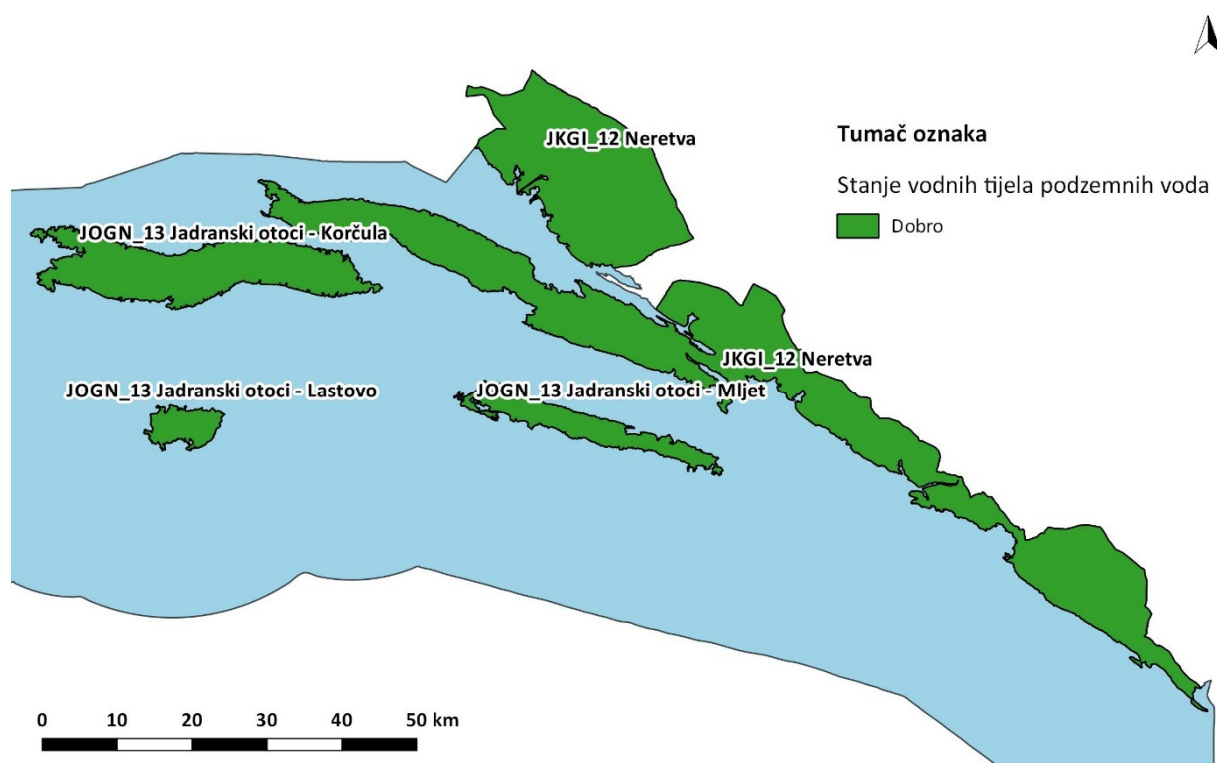 JKGI_12 Neretva
Tumač oznaka
Stanje vodnih tijela podzemnih voda
Dobro
JOGN_13 Jadranski otoci - Korčula
JKGI_12 Neretva
JOGN_13 Jadranski otoci - Lastovo
JOGN_13 Jadranski otoci - Mljet
0 10 20 30 40 50 km